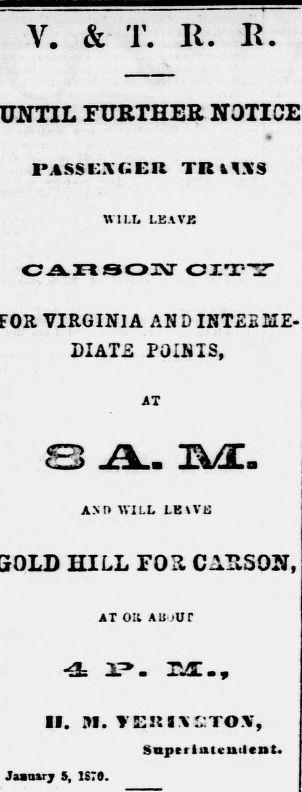 V. & T. R. R.
UNTIL FURTHER NOTICE
PASSENGER TRAINS
WILL LEAVE
CARSON CITY
FOR VIRGINIA AND INTERME-
DIATE POINTS,
AT
8 A. M.
AND WILL LEAVE
GOLD HILL FOR CARSON,
AT OR ABOUT
4 P. M.,
H. M. YERINGTON,
Superintendent.
January 5, 1870.